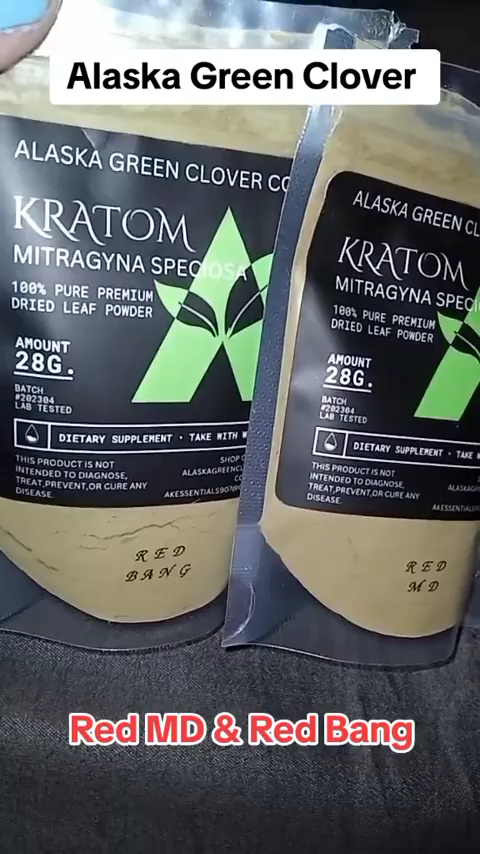 Alaska Green Clover
ALASKA GREEN CLOVER
KRATOM
MITRAGYNA SPECIOSA
100% PURE PREMIUM
DRIED LEAF POWDER
AMOUNT
28G.
BATCH
#202304
LAB TESTED
DIETARY SUPPLEMENT • TAKE WITH
THIS PRODUCT IS NOT
INTENDED TO DIAGNOSE,
TREAT,PREVENT,OR CURE ANY
DISEASE.
SHOP
RED
BANG
ALASKA GREEN
KRATOM
MITRAGYNA
100% PURE PREMIUM
DRIED LEAF POWDER
AMOUNT
28G.
BATCH
#202304
LAB TESTED
DIETARY SUPPLEMENT • TAKE
THIS PRODUCT IS NOT
INTENDED TO DIAGNOSE,
TREAT,PREVENT,OR CURE ANY
DISEASE.
RED
MD
Red MD & Red Bang